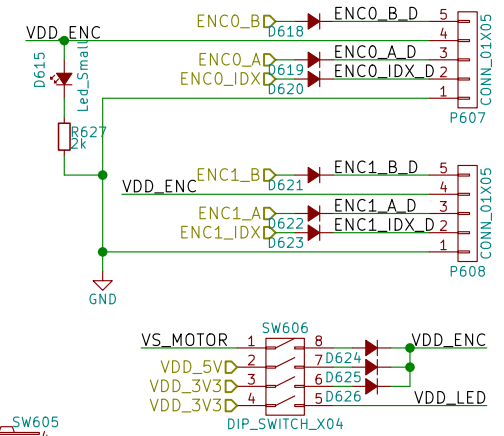 ENC0_B D618 ENC0_B_D 5
VDD_ENC 4
ENC0_A D619 ENC0_A_D 3
ENC0_IDX D620 ENC0_IDX_D 2
1
CONN_01X05
P607
D615
Led_Small
R627
2k
ENC1_B D621 ENC1_B_D 5
VDD_ENC 4
ENC1_A D622 ENC1_A_D 3
ENC1_IDX D623 ENC1_IDX_D 2
1
CONN_01X05
P608
GND
SW606
VS_MOTOR 1 8 D624 VDD_ENC
VDD_5V 2 7 D625
VDD_3V3 3 6 D626
VDD_3V3 4 5 VDD_LED
DIP_SWITCH_X04
SW605